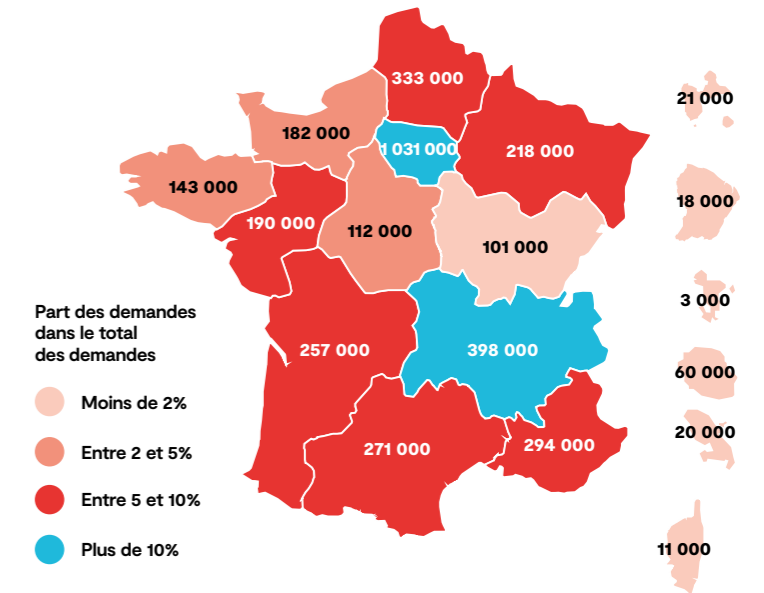 333 000
21 000
182 000
1 031 000
218 000
143 000
18 000
190 000
112 000
101 000
3 000
Part des demandes
dans le total
des demandes
257 000
398 000
60 000
Moins de 2%
20 000
Entre 2 et 5%
271 000
294 000
Entre 5 et 10%
Plus de 10%
11 000